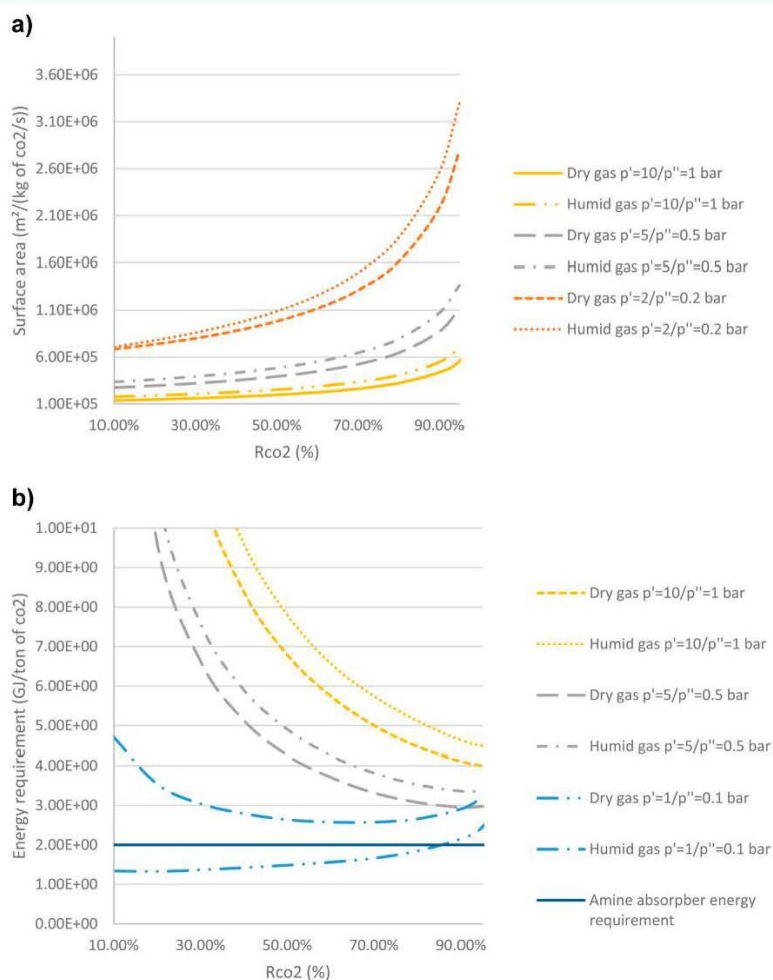 a)
Surface area (m²/(kg of co2/s))
3.60E+06
3.10E+06
2.60E+06
2.10E+06
1.60E+06
1.10E+06
6.00E+05
1.00E+05
10.00%
30.00%
50.00%
70.00%
90.00%
Rco2 (%)
Dry gas p'=10/p''=1 bar
Humid gas p'=10/p''=1 bar
Dry gas p'=5/p''=0.5 bar
Humid gas p'=5/p''=0.5 bar
Dry gas p'=2/p''=0.2 bar
Humid gas p'=2/p''=0.2 bar
b)
Energy requirement (GJ/ton of co2)
1.00E+01
9.00E+00
8.00E+00
7.00E+00
6.00E+00
5.00E+00
4.00E+00
3.00E+00
2.00E+00
1.00E+00
0.00E+00
10.00%
30.00%
50.00%
70.00%
90.00%
Rco2 (%)
Dry gas p'=10/p''=1 bar
Humid gas p'=10/p''=1 bar
Dry gas p'=5/p''=0.5 bar
Humid gas p'=5/p''=0.5 bar
Dry gas p'=1/p''=0.1 bar
Humid gas p'=1/p''=0.1 bar
Amine absorpber energy
requirement